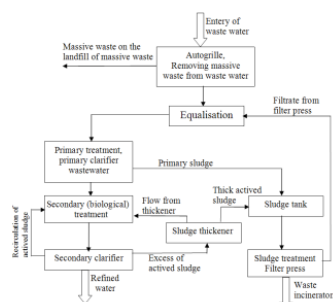 Entery of
waste water
Massive waste on the
landfill of massive waste
Autogrille,
Removing massive
waste from waste water
Filtrate from
filter press
Equalisation
Primary treatment,
primary clarifier
wastewater
Primary sludge
Secondary (biological)
treatment
Flow from
thickener
Thick actived
sludge
Sludge tank
Recirculation
of actived sludge
Sludge thickener
Secondary clarifier
Excess of
actived sludge
Sludge treatment
Filter press
Refined
water
Waste
incinerator